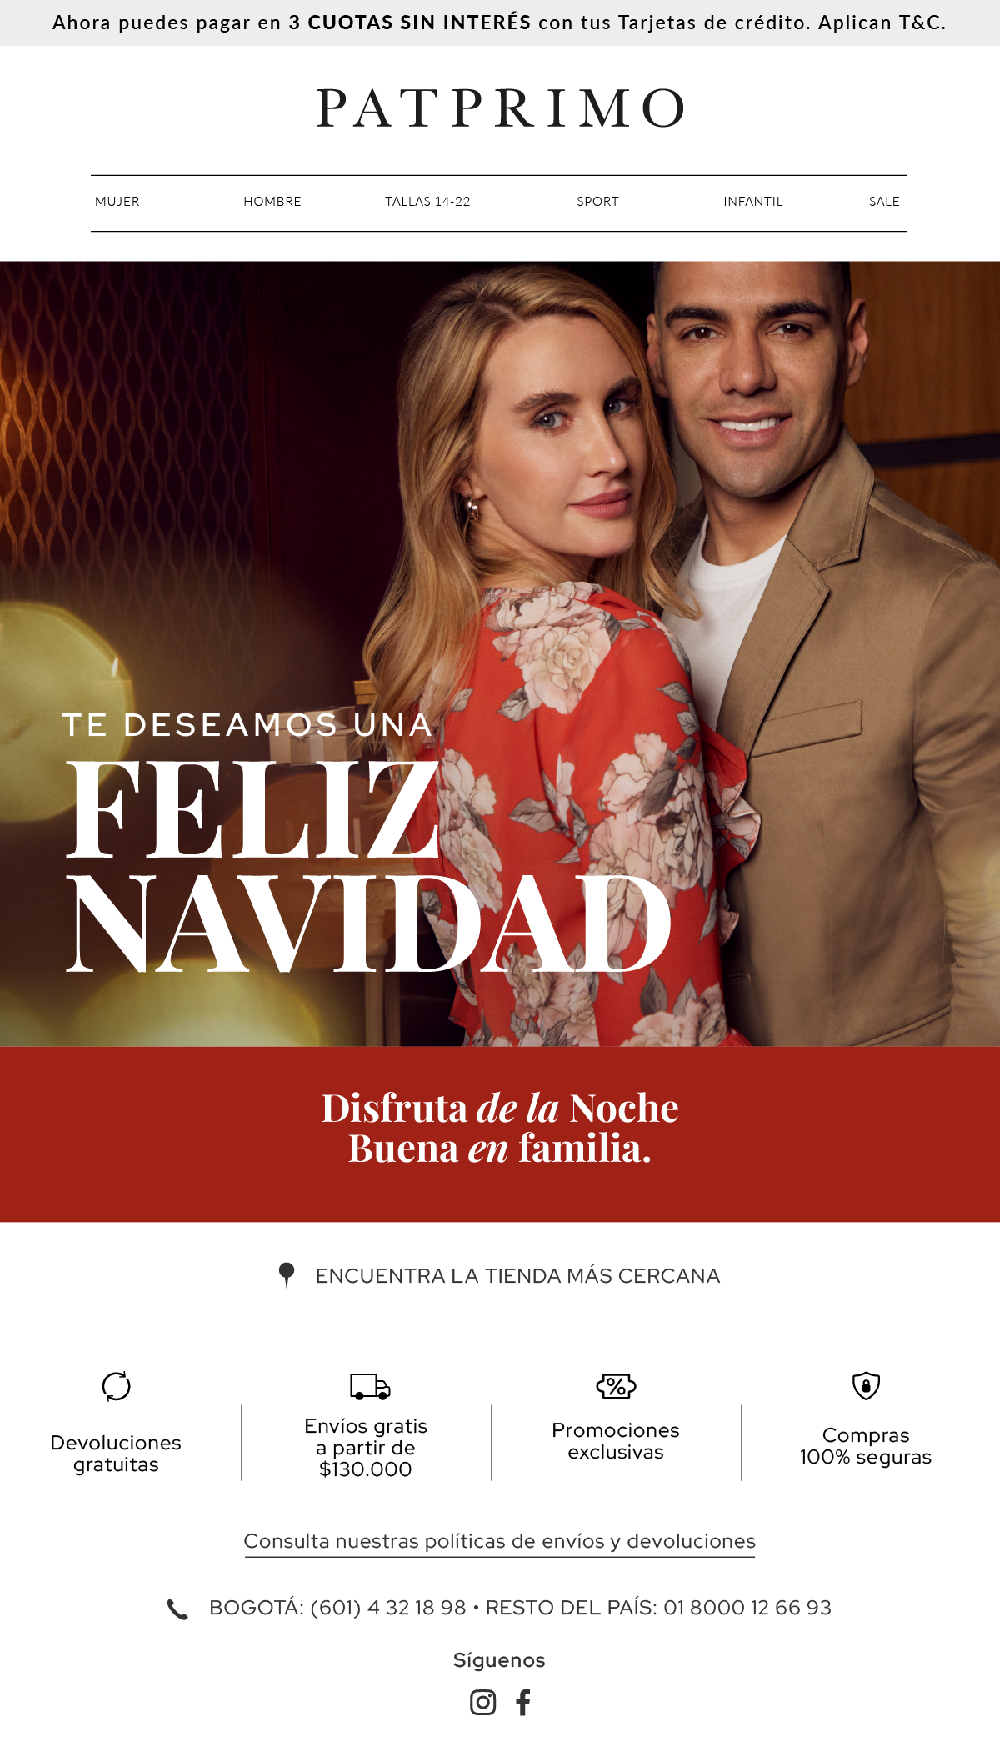 Ahora puedes pagar en 3 CUOTAS SIN INTERÉS con tus Tarjetas de crédito. Aplican T&C.
PATPRIMO
MUJER HOMBRE TALLAS 14-22 SPORT INFANTIL SALE
TE DESEAMOS UNA
FELIZ
NAVIDAD
Disfruta de la Noche
Buena en familia.
ENCUENTRA LA TIENDA MÁS CERCANA
Devoluciones
gratuitas
Envíos gratis
a partir de
$130.000
Promociones
exclusivas
Compras
100% seguras
Consulta nuestras políticas de envíos y devoluciones
BOGOTÁ: (601) 4 32 18 98 • RESTO DEL PAÍS: 01 8000 12 66 93
Síguenos